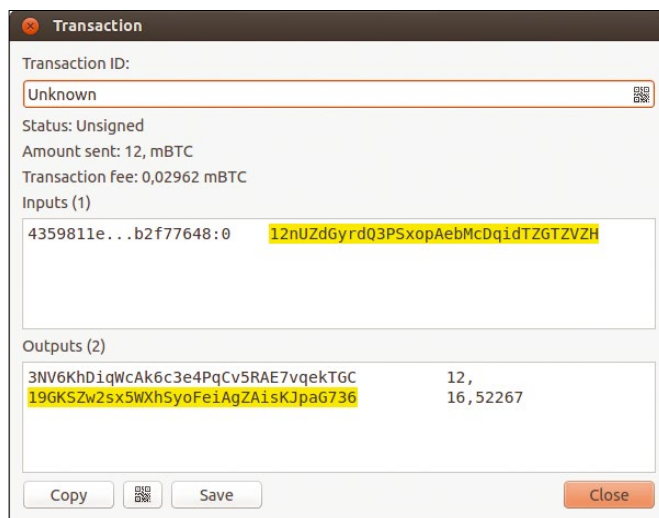 Transaction
Transaction ID:
Unknown
Status: Unsigned
Amount sent: 12, mBTC
Transaction fee: 0,02962 mBTC
Inputs (1)
4359811e...b2f77648:0 12nUZdGyrdQ3PSxopAebMcDqidTZGTZVZH
Outputs (2)
3NV6KhDiqWcAk6c3e4PqCv5RAE7vqekTGC 12,
19GKSZw2sx5WXhSyoFeiAgZAisKJpaG736 16,52267
Copy Save Close